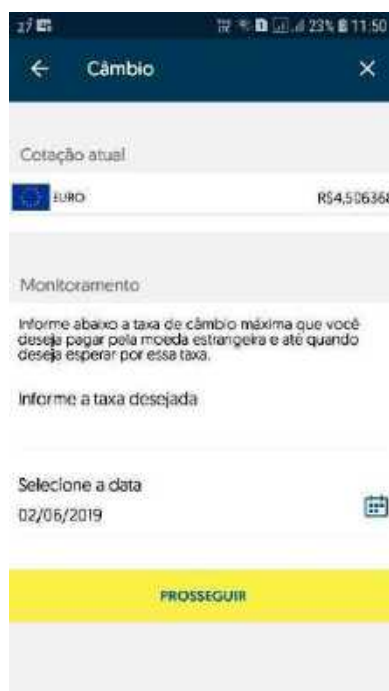 23% 11:50
Câmbio
Cotação atual
EURO R$4,506368
Monitoramento
Informe abaixo a taxa de câmbio máxima que você
deseja pagar pela moeda estrangeira e até quando
deseja esperar por essa taxa.
Informe a taxa desejada
Selecione a data
02/06/2019
PROSSEGUIR